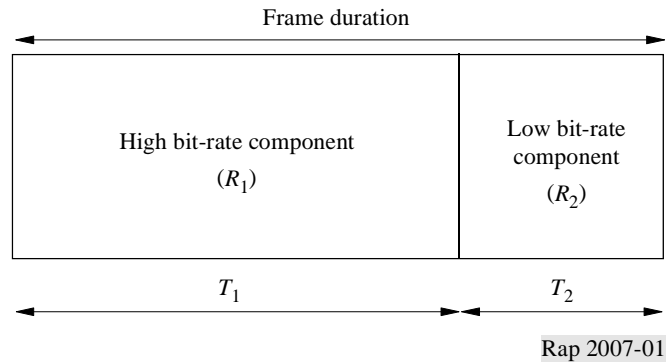 Frame duration
High bit-rate component
(R1)
Low bit-rate
component
(R2)
T1
T2
Rap 2007-01